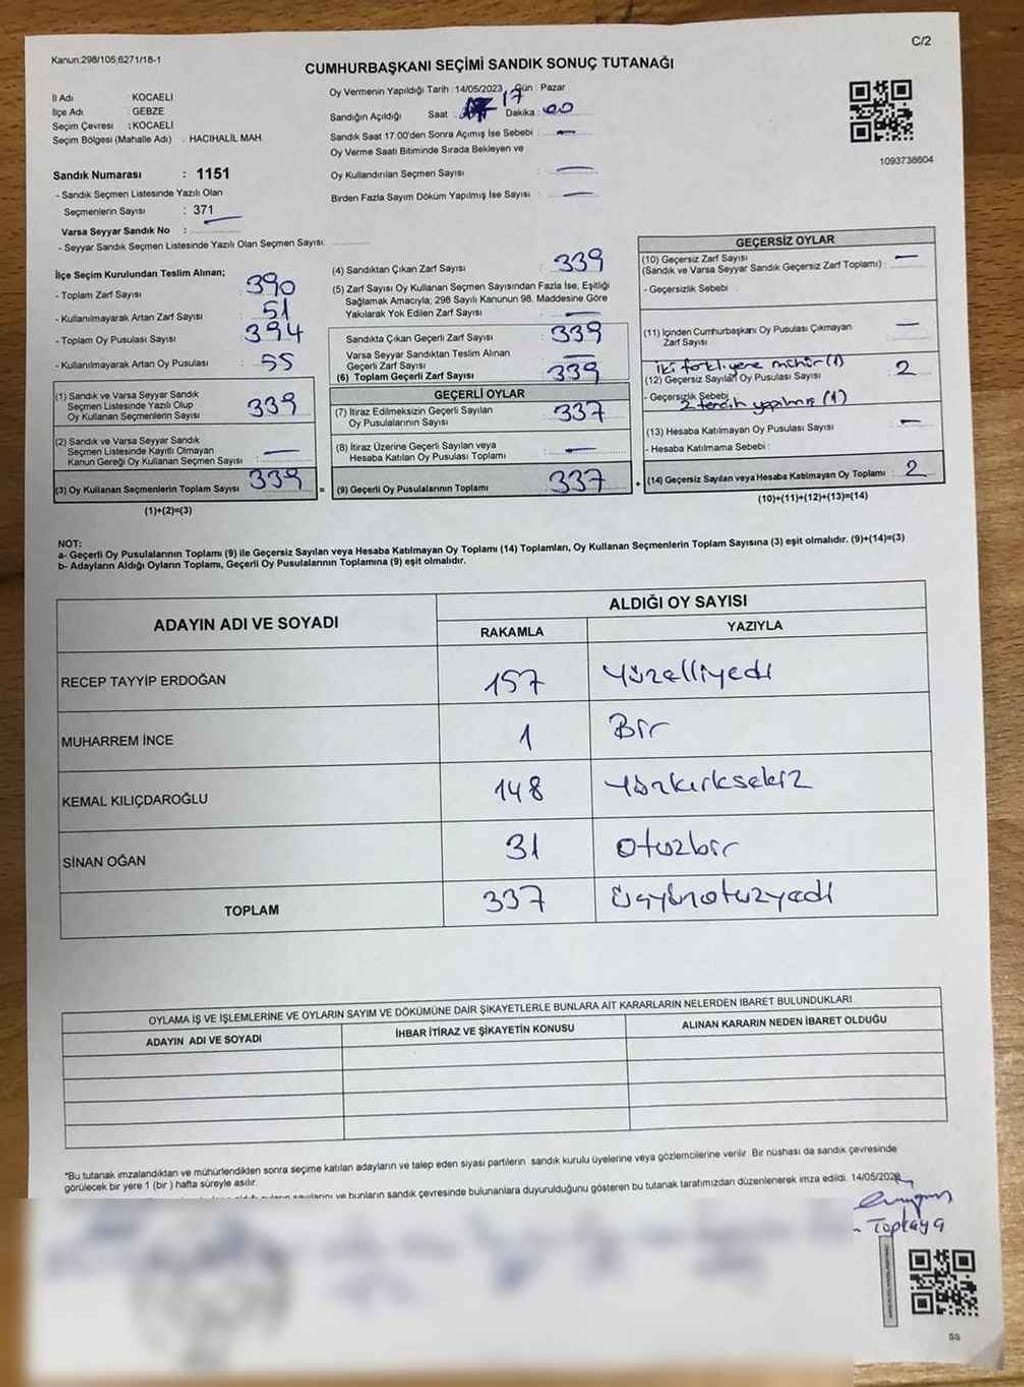 C/2
Kanun:298/105,6271/18-1
CUMHURBAŞKANI SEÇİMİ SANDIK SONUÇ TUTANAĞI
İl Adı KOCAELİ
İlçe Adı GEBZE
Seçim Çevresi : KOCAELİ
Seçim Bölgesi (Mahalle Adı) : HACIHALİL MAH.
Oy Vermenin Yapıldığı Tarih : 14/05/2023 Gün : Pazar
Sandığın Açıldığı Saat : 17 Dakika : 00
Sandık Saat 17:00'den Sonra Açımış İse Sebebi : —
Oy Verme Saati Bitiminde Sırada Bekleyen ve
Oy Kullandırılan Seçmen Sayısı : —
Birden Fazla Sayım Döküm Yapılmış İse Sayısı : —
1093738604
Sandık Numarası : 1151
- Sandık Seçmen Listesinde Yazılı Olan
Seçmenlerin Sayısı : 371
Varsa Seyyar Sandık No :
- Seyyar Sandık Seçmen Listesinde Yazılı Olan Seçmen Sayısı:
İlçe Seçim Kurulundan Teslim Alınan;
- Toplam Zarf Sayısı : 390
- Kullanılmayarak Artan Zarf Sayısı : 51
- Toplam Oy Pusulası Sayısı : 394
- Kullanılmayarak Artan Oy Pusulası : 55
(1) Sandık ve Varsa Seyyar Sandık
Seçmen Listesinde Yazılı Olup
Oy Kullanan Seçmenlerin Sayısı : 339
(2) Sandık ve Varsa Seyyar Sandık
Seçmen Listesinde Kayıtlı Olmayan
Kanun Gereği Oy Kullanan Seçmen Sayısı : —
(3) Oy Kullanan Seçmenlerin Toplam Sayısı : 339 =
(1)+(2)=(3)
(4) Sandıktan Çıkan Zarf Sayısı : 339
(5) Zarf Sayısı Oy Kullanan Seçmen Sayısından Fazla İse, Eşitliği
Sağlamak Amacıyla; 298 Sayılı Kanunun 98. Maddesine Göre
Yakılarak Yok Edilen Zarf Sayısı : —
Sandıkta Çıkan Geçerli Zarf Sayısı : 339
Varsa Seyyar Sandıktan Teslim Alınan
Geçerli Zarf Sayısı : —
(6) Toplam Geçerli Zarf Sayısı : 339
GEÇERLİ OYLAR
(7) İtiraz Edilmeksizin Geçerli Sayılan
Oy Pusulalarının Sayısı : 337
(8) İtiraz Üzerine Geçerli Sayılan veya
Hesaba Katılan Oy Pusulası Toplamı : —
(9) Geçerli Oy Pusulalarının Toplamı : 337 +
GEÇERSİZ OYLAR
(10) Geçersiz Zarf Sayısı
(Sandık ve Varsa Seyyar Sandık Geçersiz Zarf Toplamı) : —
- Geçersizlik Sebebi :
(11) İçinden Cumhurbaşkanı Oy Pusulası Çıkmayan
Zarf Sayısı : —
iki farklı yere mühür (1)
(12) Geçersiz Sayılan Oy Pusulası Sayısı : 2
- Geçersizlik Sebebi
2 tercih yapılmış (1)
(13) Hesaba Katılmayan Oy Pusulası Sayısı : —
- Hesaba Katılmama Sebebi :
(14) Geçersiz Sayılan veya Hesaba Katılmayan Oy Toplamı : 2
(10)+(11)+(12)+(13)=(14)
NOT:
a- Geçerli Oy Pusulalarının Toplamı (9) ile Geçersiz Sayılan veya Hesaba Katılmayan Oy Toplamı (14) Toplamları, Oy Kullanan Seçmenlerin Toplam Sayısına (3) eşit olmalıdır. (9)+(14)=(3)
b- Adayların Aldığı Oyların Toplamı, Geçerli Oy Pusulalarının Toplamına (9) eşit olmalıdır.
ADAYIN ADI VE SOYADI ALDIĞI OY SAYISI
RAKAMLA YAZIYLA
RECEP TAYYİP ERDOĞAN 157 yüzelliyedi
MUHARREM İNCE 1 Bir
KEMAL KILIÇDAROĞLU 148 yüzkırksekiz
SİNAN OĞAN 31 otuzbir
TOPLAM 337 üçyüzotuzyedi
OYLAMA İŞ VE İŞLEMLERİNE VE OYLARIN SAYIM VE DÖKÜMÜNE DAİR ŞİKAYETLERLE BUNLARA AİT KARARLARIN NELERDEN İBARET BULUNDUKLARI
ADAYIN ADI VE SOYADI İHBAR İTİRAZ VE ŞİKAYETİN KONUSU ALINAN KARARIN NEDEN İBARET OLDUĞU
*Bu tutanak imzalandıktan ve mühürlendikten sonra seçime katılan adayların ve talep eden siyasi partilerin sandık kurulu üyelerine veya gözlemcilerine verilir. Bir nüshası da sandık çevresinde
görülecek bir yere 1 (bir) hafta süreyle asılır.
ve bunların sandık çevresinde bulunanlara duyurulduğunu gösteren bu tutanak tarafımızdan düzenlenerek imza edildi. 14/05/2023
Topkaya